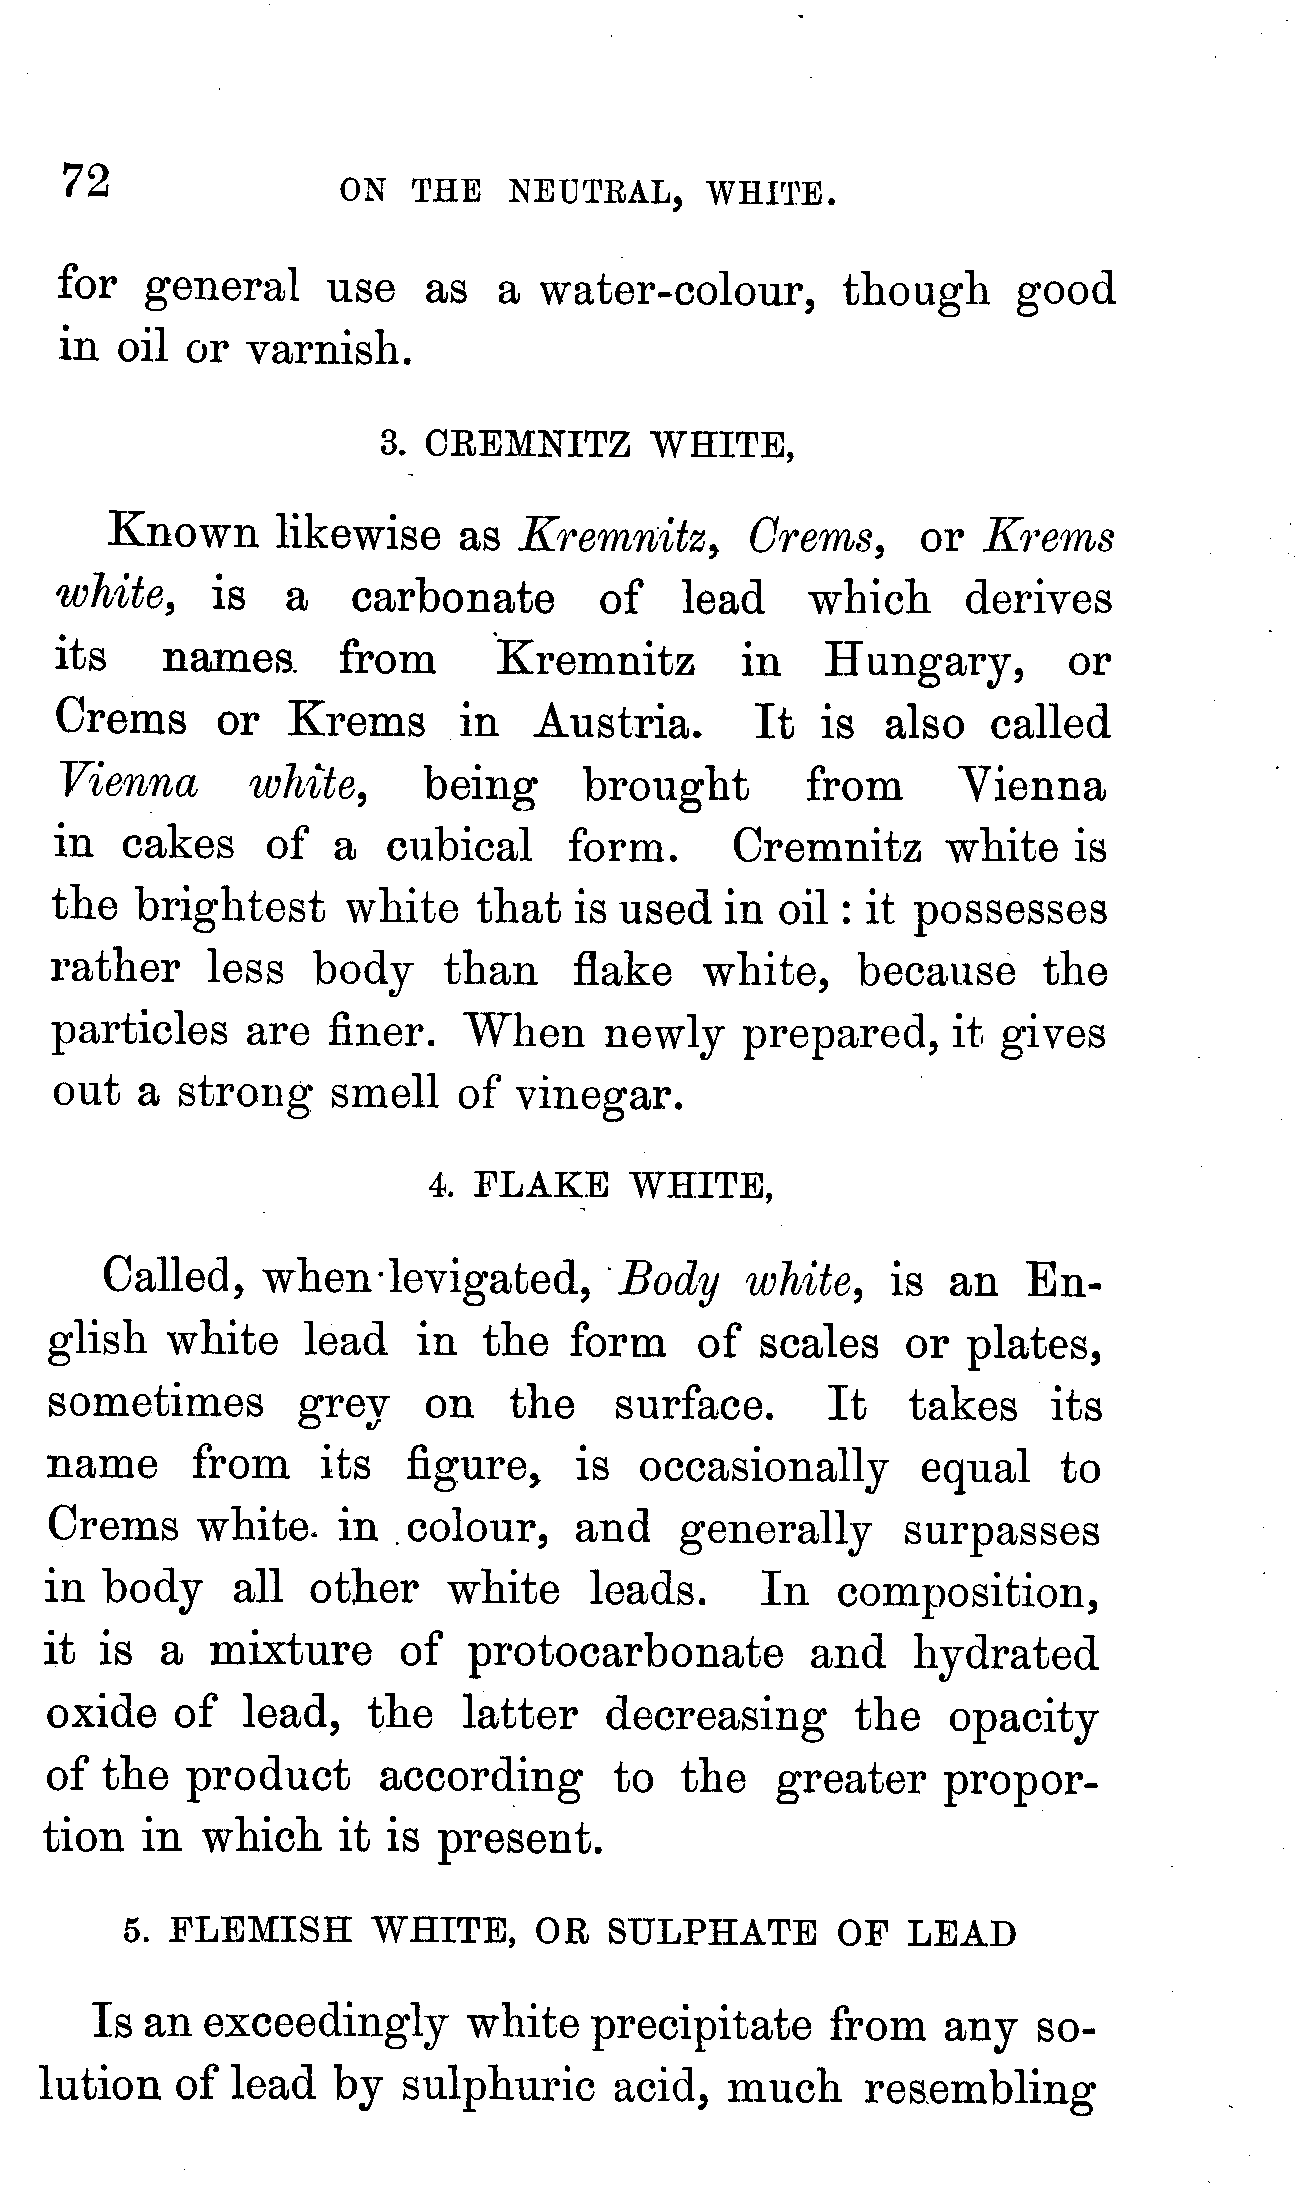 72
ON THE NEUTRAL, WHITE.
for general use as a water-colour, though good
in oil or varnish.
3. CREMNITZ WHITE,
Known likewise as Kremnitz, Crems, or Krems
white, is a carbonate of lead which derives
its names from Kremnitz in Hungary, or
Crems or Krems in Austria. It is also called
Vienna white, being brought from Vienna
in cakes of a cubical form. Cremnitz white is
the brightest white that is used in oil : it possesses
rather less body than flake white, because the
particles are finer. When newly prepared, it gives
out a strong smell of vinegar.
4. FLAKE WHITE,
Called, when levigated, Body white, is an En-
glish white lead in the form of scales or plates,
sometimes grey on the surface. It takes its
name from its figure, is occasionally equal to
Crems white in colour, and generally surpasses
in body all other white leads. In composition,
it is a mixture of protocarbonate and hydrated
oxide of lead, the latter decreasing the opacity
of the product according to the greater propor-
tion in which it is present.
5. FLEMISH WHITE, OR SULPHATE OF LEAD
Is an exceedingly white precipitate from any so-
lution of lead by sulphuric acid, much resembling